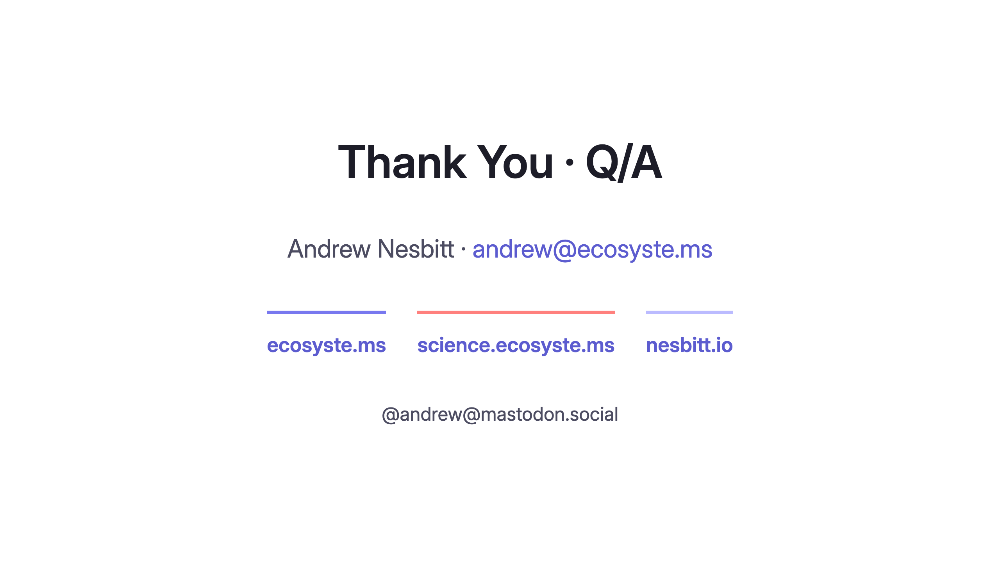 Thank You · Q/A
Andrew Nesbitt · andrew@ecosyste.ms
ecosyste.ms science.ecosyste.ms nesbitt.io
@andrew@mastodon.social